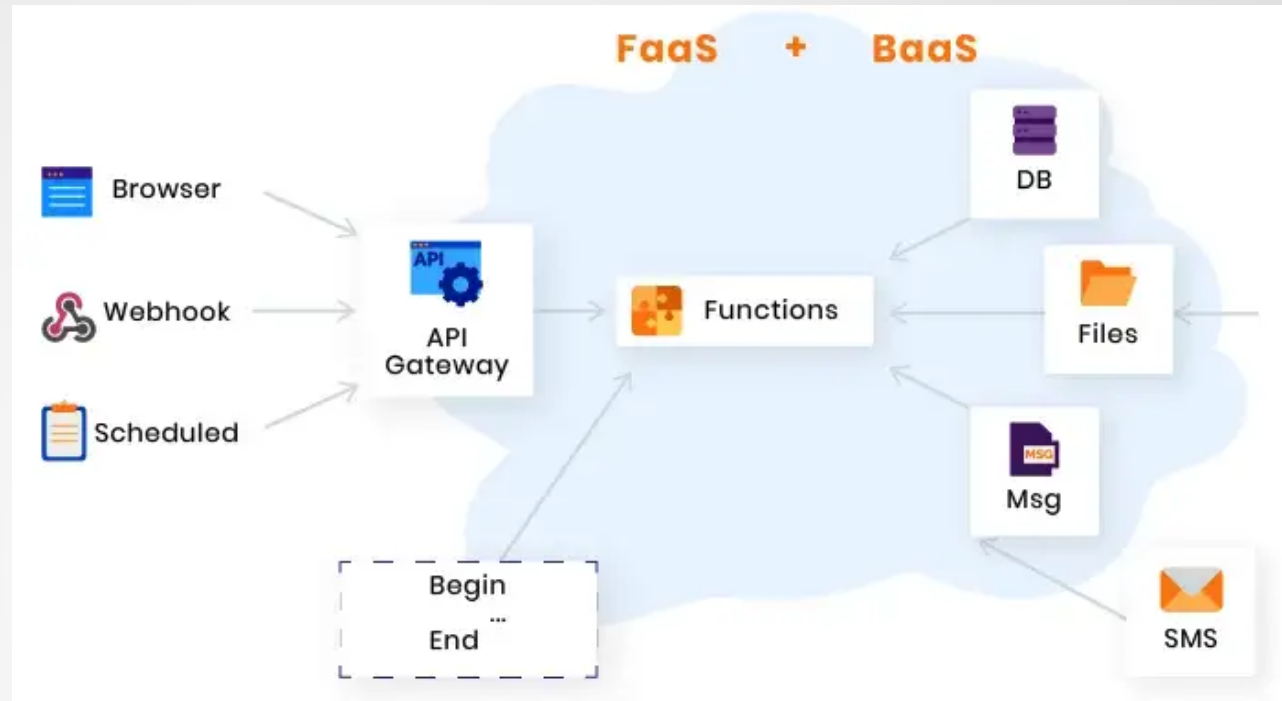 FaaS + BaaS
DB
Browser
API
Webhook
API
Gateway
Functions
Files
Scheduled
MSG
Msg
Begin
...
End
SMS